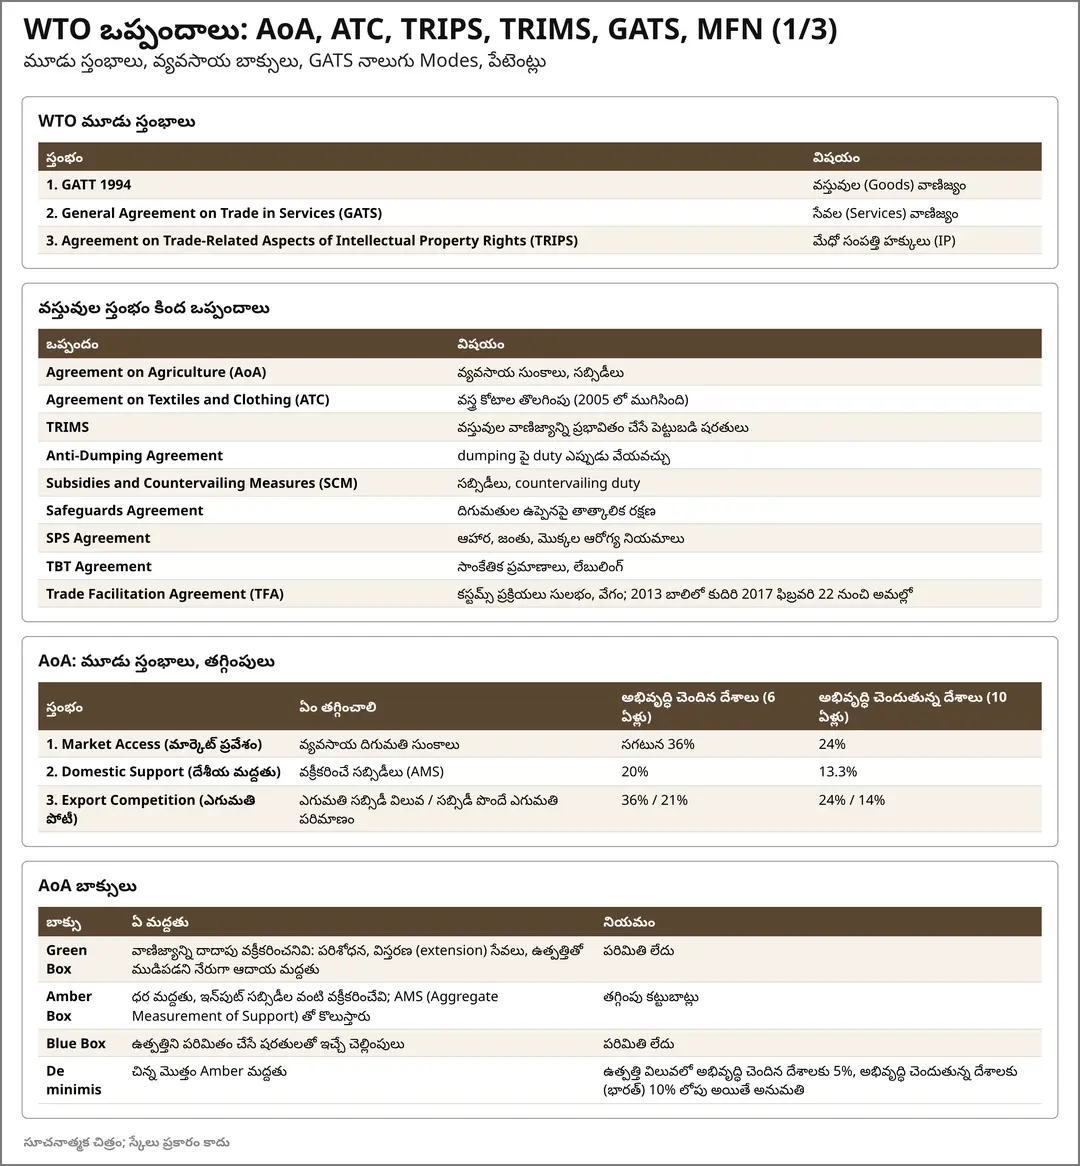 WTO ఒప్పందాలు: AoA, ATC, TRIPS, TRIMS, GATS, MFN (1/3)
మూడు స్తంభాలు, వ్యవసాయ బాక్సులు, GATS నాలుగు Modes, పేటెంట్లు
WTO మూడు స్తంభాలు
స్తంభం విషయం
1. GATT 1994 వస్తువుల (Goods) వాణిజ్యం
2. General Agreement on Trade in Services (GATS) సేవల (Services) వాణిజ్యం
3. Agreement on Trade-Related Aspects of Intellectual Property Rights (TRIPS) మేధో సంపత్తి హక్కులు (IP)
వస్తువుల స్తంభం కింద ఒప్పందాలు
ఒప్పందం విషయం
Agreement on Agriculture (AoA) వ్యవసాయ సుంకాలు, సబ్సిడీలు
Agreement on Textiles and Clothing (ATC) వస్త్ర కోటాల తొలగింపు (2005 లో ముగిసింది)
TRIMS వస్తువుల వాణిజ్యాన్ని ప్రభావితం చేసే పెట్టుబడి షరతులు
Anti-Dumping Agreement dumping పై duty ఎప్పుడు వేయవచ్చు
Subsidies and Countervailing Measures (SCM) సబ్సిడీలు, countervailing duty
Safeguards Agreement దిగుమతుల ఉప్పెనపై తాత్కాలిక రక్షణ
SPS Agreement ఆహార, జంతు, మొక్కల ఆరోగ్య నియమాలు
TBT Agreement సాంకేతిక ప్రమాణాలు, లేబులింగ్
Trade Facilitation Agreement (TFA) కస్టమ్స్ ప్రక్రియలు సులభం, వేగం; 2013 బాలిలో కుదిరి 2017 ఫిబ్రవరి 22 నుంచి అమల్లో
AoA: మూడు స్తంభాలు, తగ్గింపులు
స్తంభం ఏం తగ్గించాలి అభివృద్ధి చెందిన దేశాలు (6 అభివృద్ధి చెందుతున్న దేశాలు (10
ఏళ్లు) ఏళ్లు)
1. Market Access (మార్కెట్ ప్రవేశం) వ్యవసాయ దిగుమతి సుంకాలు సగటున 36% 24%
2. Domestic Support (దేశీయ మద్దతు) వక్రీకరించే సబ్సిడీలు (AMS) 20% 13.3%
3. Export Competition (ఎగుమతి ఎగుమతి సబ్సిడీ విలువ / సబ్సిడీ పొందే ఎగుమతి 36% / 21% 24% / 14%
పోటీ) పరిమాణం
AoA బాక్సులు
బాక్సు ఏ మద్దతు నియమం
Green వాణిజ్యాన్ని దాదాపు వక్రీకరించనివి: పరిశోధన, విస్తరణ (extension) సేవలు, ఉత్పత్తితో పరిమితి లేదు
Box ముడిపడని నేరుగా ఆదాయ మద్దతు
Amber ధర మద్దతు, ఇన్‌పుట్ సబ్సిడీల వంటి వక్రీకరించేవి; AMS (Aggregate తగ్గింపు కట్టుబాట్లు
Box Measurement of Support) తో కొలుస్తారు
Blue Box ఉత్పత్తిని పరిమితం చేసే షరతులతో ఇచ్చే చెల్లింపులు పరిమితి లేదు
De చిన్న మొత్తం Amber మద్దతు ఉత్పత్తి విలువలో అభివృద్ధి చెందిన దేశాలకు 5%, అభివృద్ధి చెందుతున్న దేశాలకు
minimis (భారత్) 10% లోపు అయితే అనుమతి
సూచనాత్మక చిత్రం; స్కేలు ప్రకారం కాదు